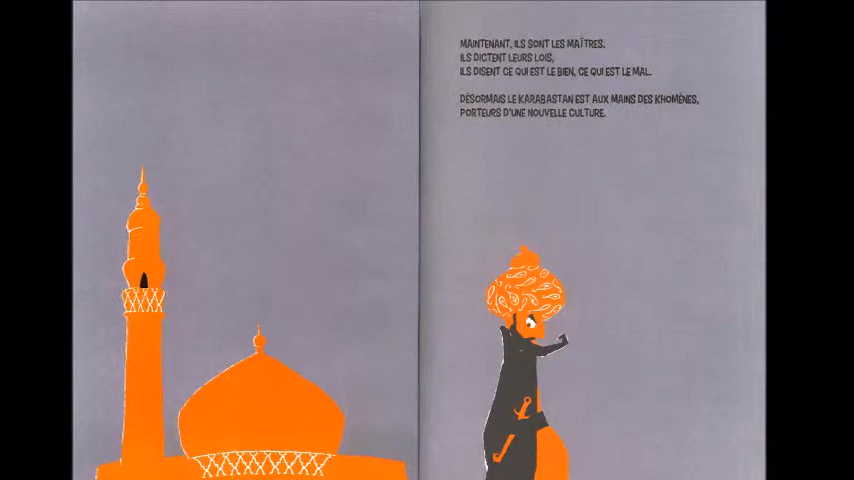 MAINTENANT, ILS SONT LES MAÎTRES.
ILS DICTENT LEURS LOIS,
ILS DISENT CE QUI EST LE BIEN, CE QUI EST LE MAL.
DÉSORMAIS LE KARABASTAN EST AUX MAINS DES KHOMÈNES,
PORTEURS D'UNE NOUVELLE CULTURE.